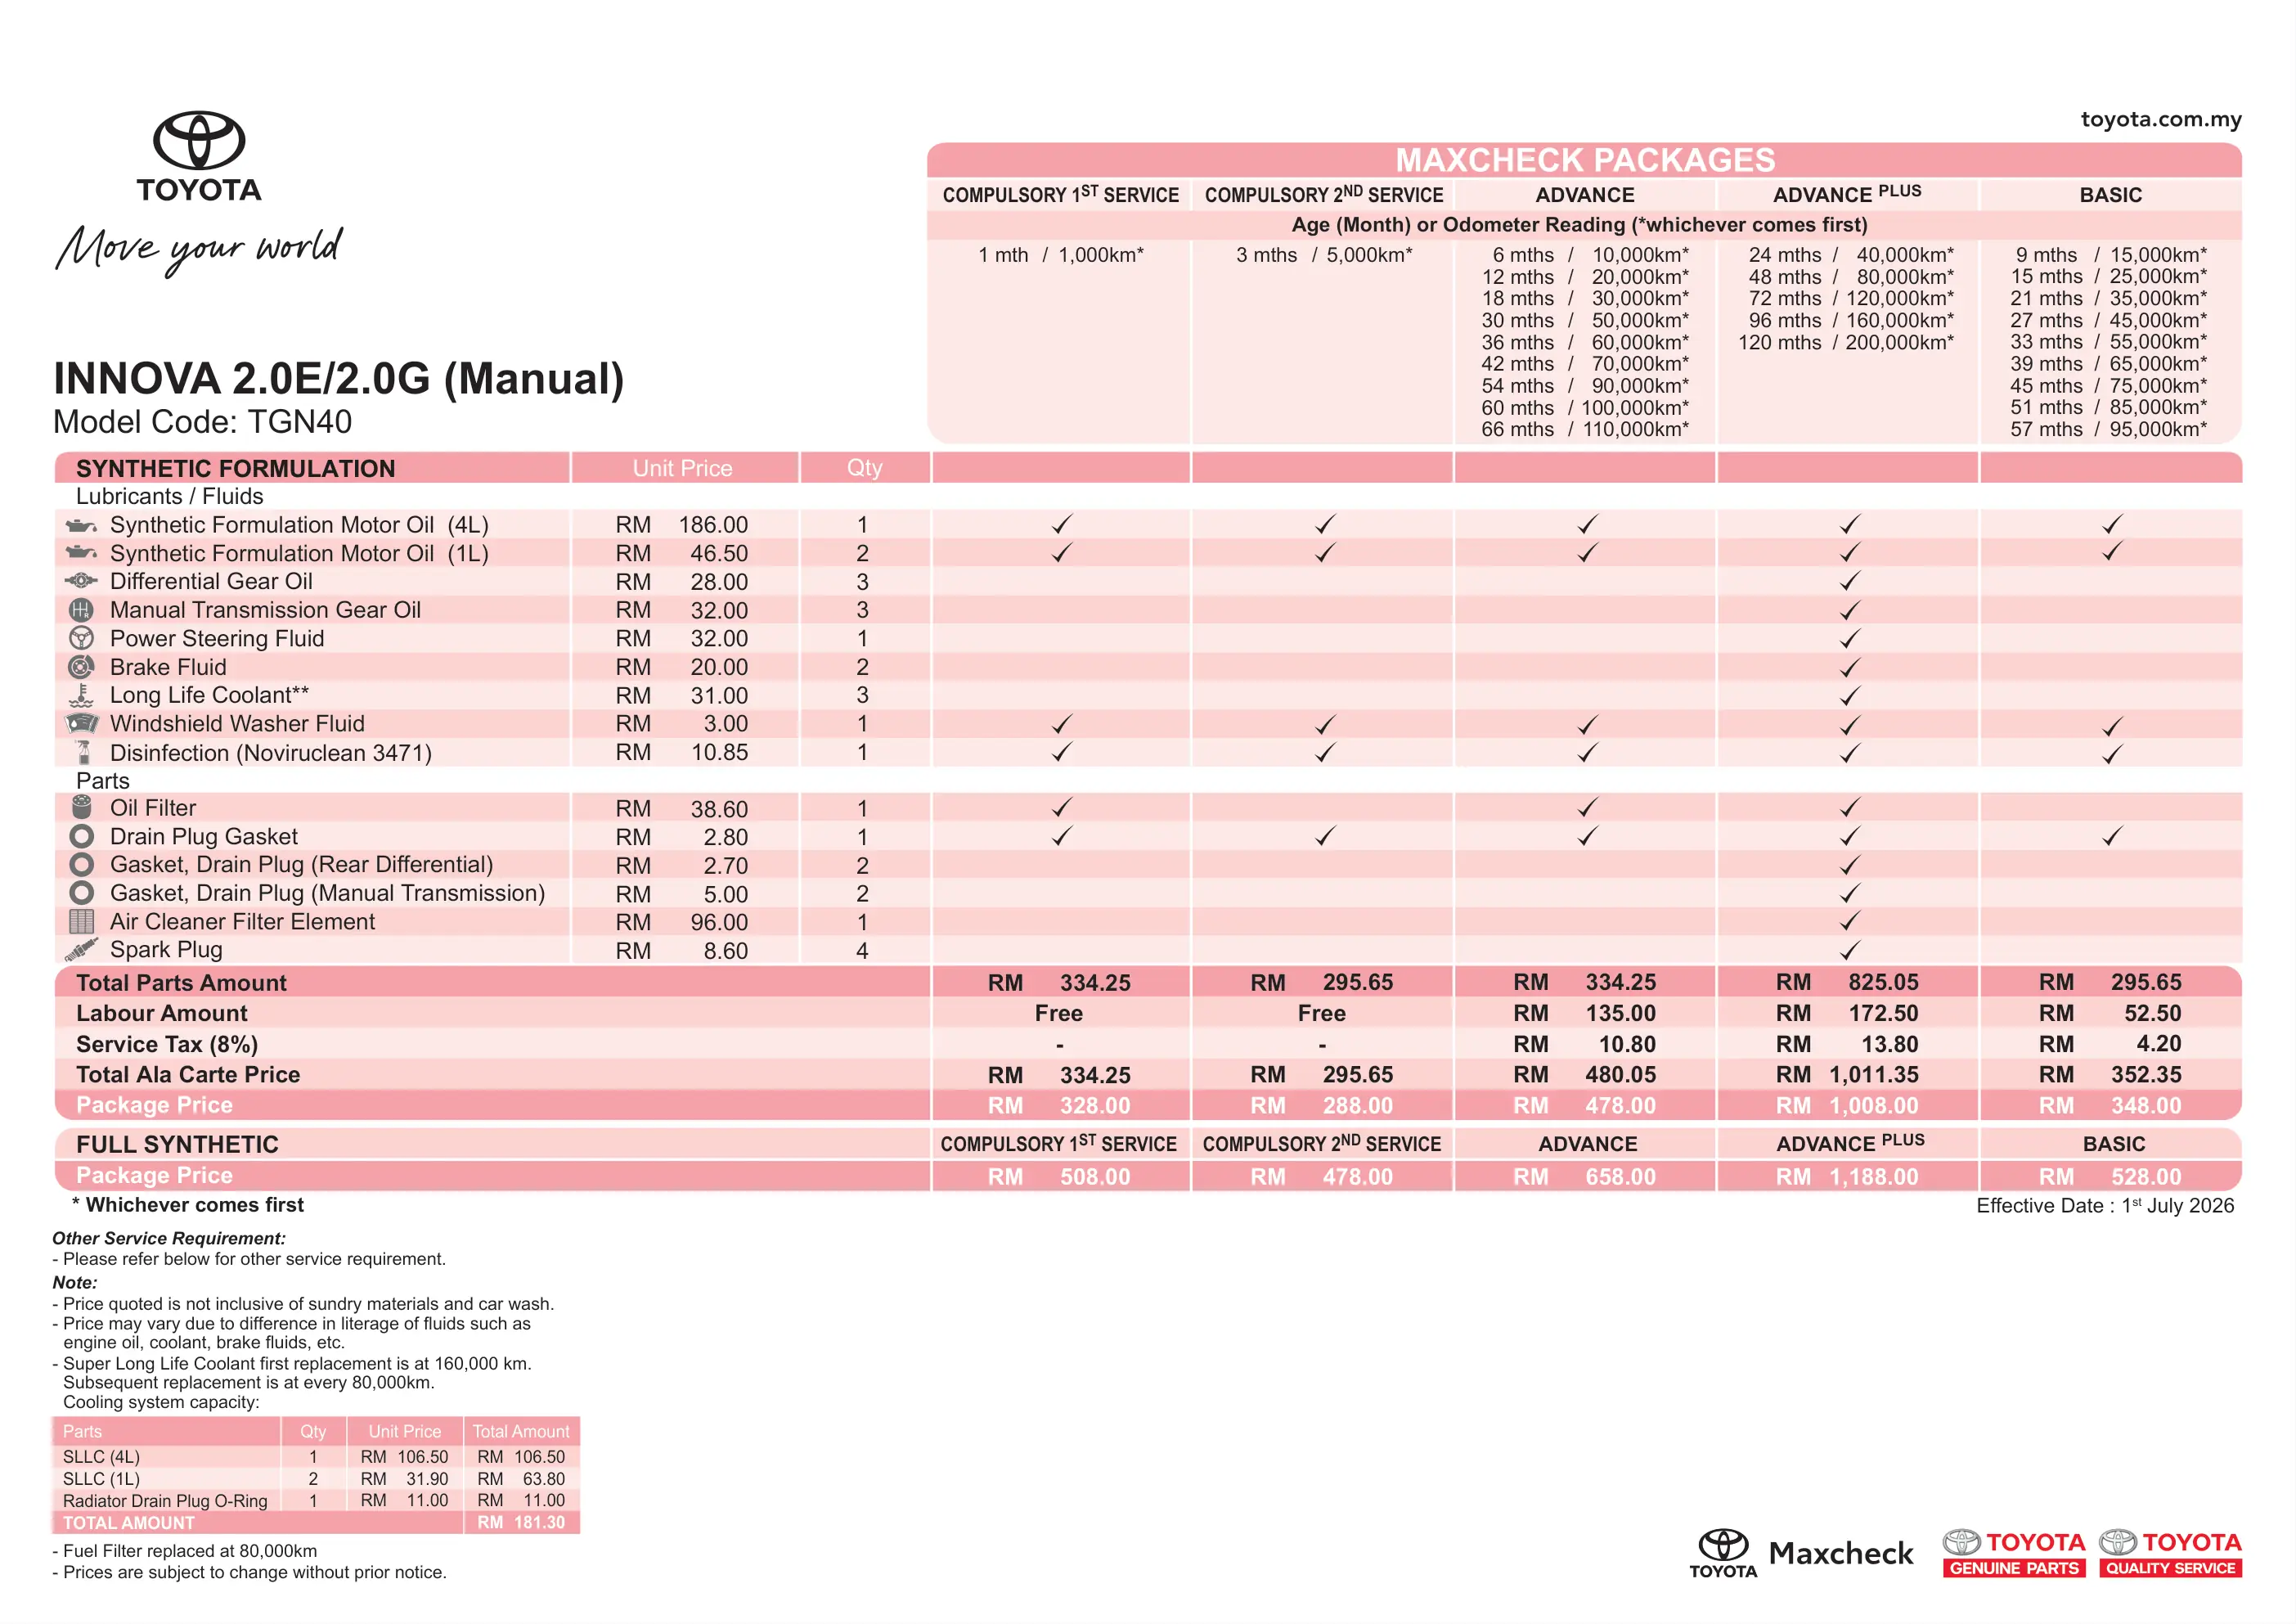 TOYOTA
Move your world
toyota.com.my
INNOVA 2.0E/2.0G (Manual)
Model Code: TGN40
MAXCHECK PACKAGES
COMPULSORY 1ST SERVICE COMPULSORY 2ND SERVICE ADVANCE ADVANCE PLUS BASIC
Age (Month) or Odometer Reading (*whichever comes first)
1 mth / 1,000km* 3 mths / 5,000km* 6 mths / 10,000km* 24 mths / 40,000km* 9 mths / 15,000km*
12 mths / 20,000km* 48 mths / 80,000km* 15 mths / 25,000km*
18 mths / 30,000km* 72 mths / 120,000km* 21 mths / 35,000km*
30 mths / 50,000km* 96 mths / 160,000km* 27 mths / 45,000km*
36 mths / 60,000km* 120 mths / 200,000km* 33 mths / 55,000km*
42 mths / 70,000km* 39 mths / 65,000km*
54 mths / 90,000km* 45 mths / 75,000km*
60 mths / 100,000km* 51 mths / 85,000km*
66 mths / 110,000km* 57 mths / 95,000km*
SYNTHETIC FORMULATION Unit Price Qty
Lubricants / Fluids
Synthetic Formulation Motor Oil (4L) RM 186.00 1 ✓ ✓ ✓ ✓ ✓
Synthetic Formulation Motor Oil (1L) RM 46.50 2 ✓ ✓ ✓ ✓ ✓
Differential Gear Oil RM 28.00 3 ✓
Manual Transmission Gear Oil RM 32.00 3 ✓
Power Steering Fluid RM 32.00 1 ✓
Brake Fluid RM 20.00 2 ✓
Long Life Coolant** RM 31.00 3 ✓
Windshield Washer Fluid RM 3.00 1 ✓ ✓ ✓ ✓ ✓
Disinfection (Noviruclean 3471) RM 10.85 1 ✓ ✓ ✓ ✓ ✓
Parts
Oil Filter RM 38.60 1 ✓ ✓ ✓
Drain Plug Gasket RM 2.80 1 ✓ ✓ ✓ ✓ ✓
Gasket, Drain Plug (Rear Differential) RM 2.70 2 ✓
Gasket, Drain Plug (Manual Transmission) RM 5.00 2 ✓
Air Cleaner Filter Element RM 96.00 1 ✓
Spark Plug RM 8.60 4 ✓
Total Parts Amount RM 334.25 RM 295.65 RM 334.25 RM 825.05 RM 295.65
Labour Amount Free Free RM 135.00 RM 172.50 RM 52.50
Service Tax (8%) - - RM 10.80 RM 13.80 RM 4.20
Total Ala Carte Price RM 334.25 RM 295.65 RM 480.05 RM 1,011.35 RM 352.35
Package Price RM 328.00 RM 288.00 RM 478.00 RM 1,008.00 RM 348.00
FULL SYNTHETIC COMPULSORY 1ST SERVICE COMPULSORY 2ND SERVICE ADVANCE ADVANCE PLUS BASIC
Package Price RM 508.00 RM 478.00 RM 658.00 RM 1,188.00 RM 528.00
* Whichever comes first
Effective Date : 1st July 2026
Other Service Requirement:
- Please refer below for other service requirement.
Note:
- Price quoted is not inclusive of sundry materials and car wash.
- Price may vary due to difference in literage of fluids such as
engine oil, coolant, brake fluids, etc.
- Super Long Life Coolant first replacement is at 160,000 km.
Subsequent replacement is at every 80,000km.
Cooling system capacity:
Parts Qty Unit Price Total Amount
SLLC (4L) 1 RM 106.50 RM 106.50
SLLC (1L) 2 RM 31.90 RM 63.80
Radiator Drain Plug O-Ring 1 RM 11.00 RM 11.00
TOTAL AMOUNT RM 181.30
- Fuel Filter replaced at 80,000km
- Prices are subject to change without prior notice.
TOYOTA Maxcheck
TOYOTA
GENUINE PARTS
TOYOTA
QUALITY SERVICE